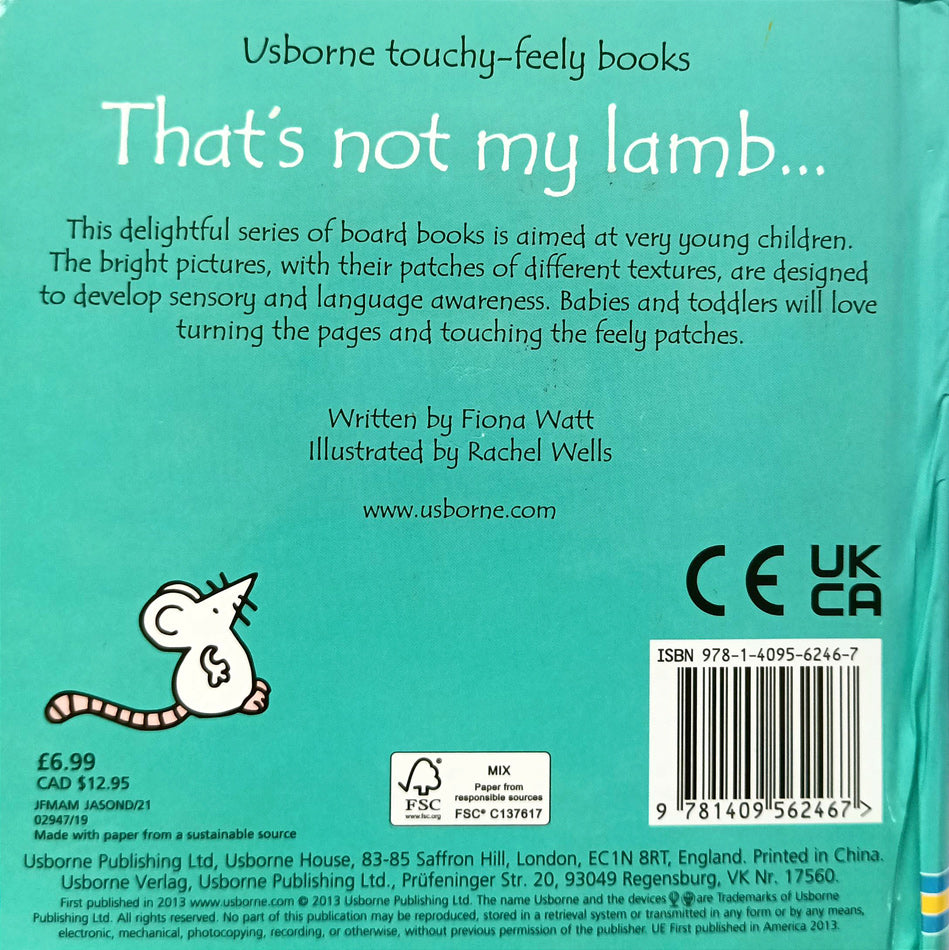 Usborne touchy-feely books
That's not my lamb...
This delightful series of board books is aimed at very young children.
The bright pictures, with their patches of different textures, are designed
to develop sensory and language awareness. Babies and toddlers will love
turning the pages and touching the feely patches.
Written by Fiona Watt
Illustrated by Rachel Wells
www.usborne.com
CE
UK
CA
ISBN 978-1-4095-6246-7
9 781409 562467 >
£6.99
CAD $12.95
JFMAM JASOND/21
02947/19
Made with paper from a sustainable source
FSC
www.fsc.org
MIX
Paper from
responsible sources
FSC® C137617
Usborne Publishing Ltd, Usborne House, 83-85 Saffron Hill, London, EC1N 8RT, England. Printed in China.
Usborne Verlag, Usborne Publishing Ltd., Prüfeninger Str. 20, 93049 Regensburg, VK Nr. 17560.
First published in 2013 www.usborne.com © 2013 Usborne Publishing Ltd. The name Usborne and the devices are Trademarks of Usborne
Publishing Ltd. All rights reserved. No part of this publication may be reproduced, stored in a retrieval system or transmitted in any form or by any means,
electronic, mechanical, photocopying, recording, or otherwise, without previous permission of the publisher. UE First published in America 2013.